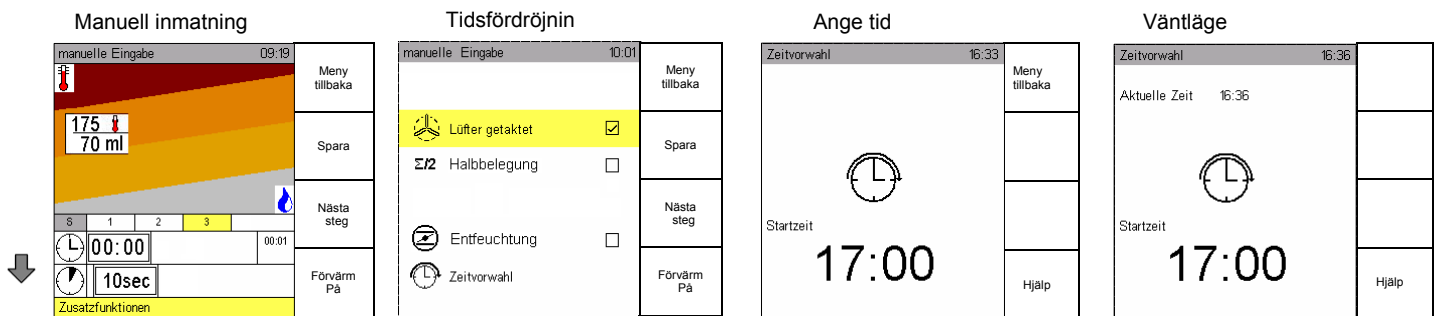 Manuell inmatning
manuelle Eingabe 09:19
175
70 ml
S 1 2 3
00:00 00:01
10sec
Zusatzfunktionen
Meny
tillbaka
Spara
Nästa
steg
Förvärm
På
Tidsfördröjnin
manuelle Eingabe 10:01
Lüfter getaktet
Σ/2 Halbbelegung
Entfeuchtung
Zeitvorwahl
Meny
tillbaka
Spara
Nästa
steg
Förvärm
På
Ange tid
Zeitvorwahl 16:33
Startzeit
17:00
Meny
tillbaka
Hjälp
Väntläge
Zeitvorwahl 16:36
Aktuelle Zeit 16:36
Startzeit
17:00
Hjälp